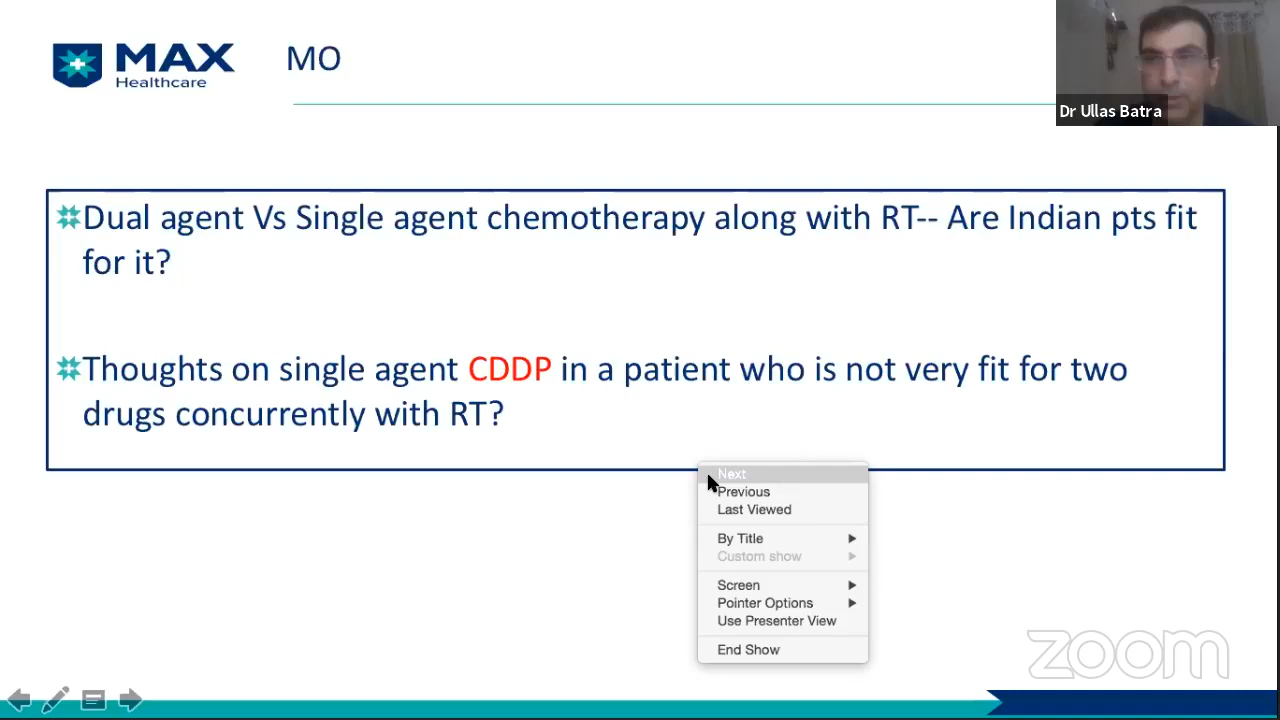 MAX
Healthcare
MO
Dr Ullas Batra
Dual agent Vs Single agent chemotherapy along with RT-- Are Indian pts fit
for it?
Thoughts on single agent CDDP in a patient who is not very fit for two
drugs concurrently with RT?
Next
Previous
Last Viewed
By Title
Custom show
Screen
Pointer Options
Use Presenter View
End Show
zoom